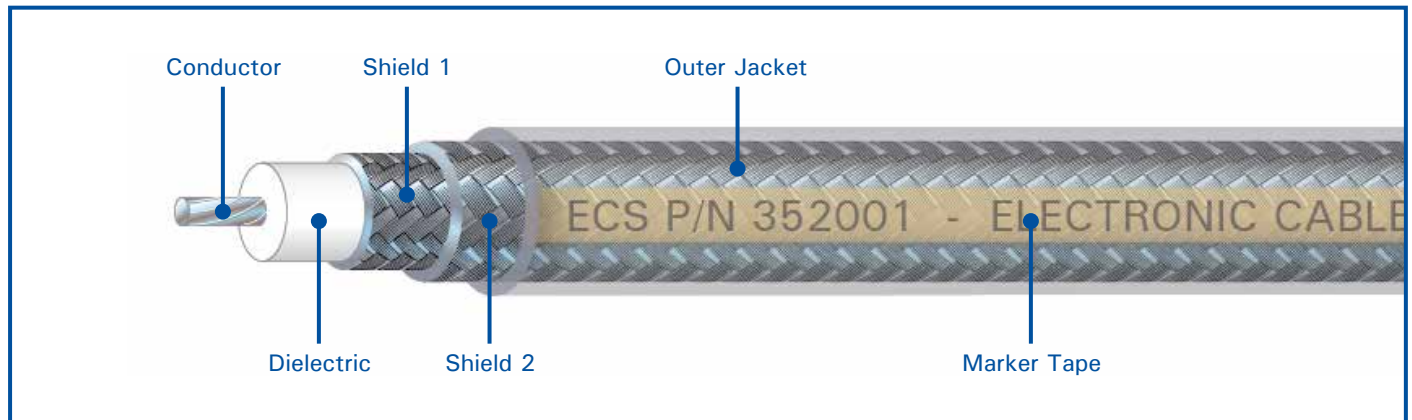 Conductor Shield 1 Outer Jacket
ECS P/N 352001 - ELECTRONIC CABLE
Dielectric Shield 2 Marker Tape